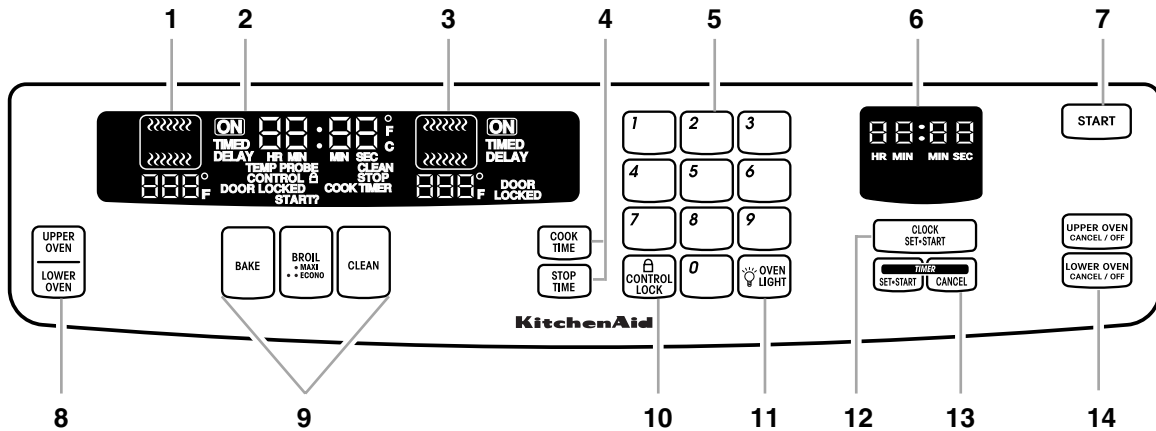 1 2 3 4 5 6 7
ON
TIMED
DELAY
88:88 °F
C
HR MIN MIN SEC
TEMP PROBE CLEAN
CONTROL STOP
DOOR LOCKED COOK TIMER
START?
888°F
ON
TIMED
DELAY
888°F
DOOR
LOCKED
UPPER
OVEN
LOWER
OVEN
BAKE
BROIL
• MAXI
• • ECONO
CLEAN
COOK
TIME
STOP
TIME
1 2 3
4 5 6
7 8 9
CONTROL
LOCK
0
OVEN
LIGHT
88:88
HR MIN MIN SEC
CLOCK
SET•START
TIMER
SET•START CANCEL
START
UPPER OVEN
CANCEL / OFF
LOWER OVEN
CANCEL / OFF
KitchenAid
8 9 10 11 12 13 14